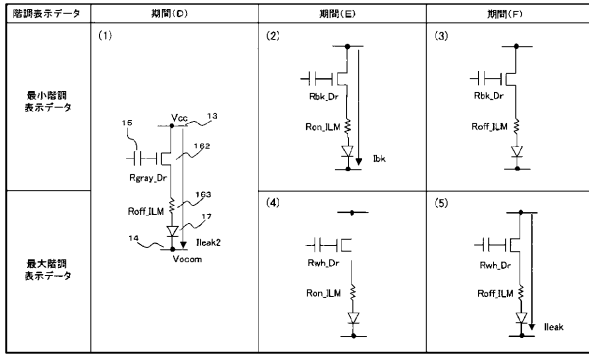 階調表示データ 期間(D) 期間(E) 期間(F)
最小階調
表示データ
最大階調
表示データ
(1)
Vcc
13
16
162
Rgray_Dr
163
Roff_ILM
17
14
Ileak2
Vocom
(2)
Rbk_Dr
Ron_ILM
Ibk
(3)
Rbk_Dr
Roff_ILM
(4)
Rwh_Dr
Ron_ILM
(5)
Rwh_Dr
Roff_ILM
Ileak